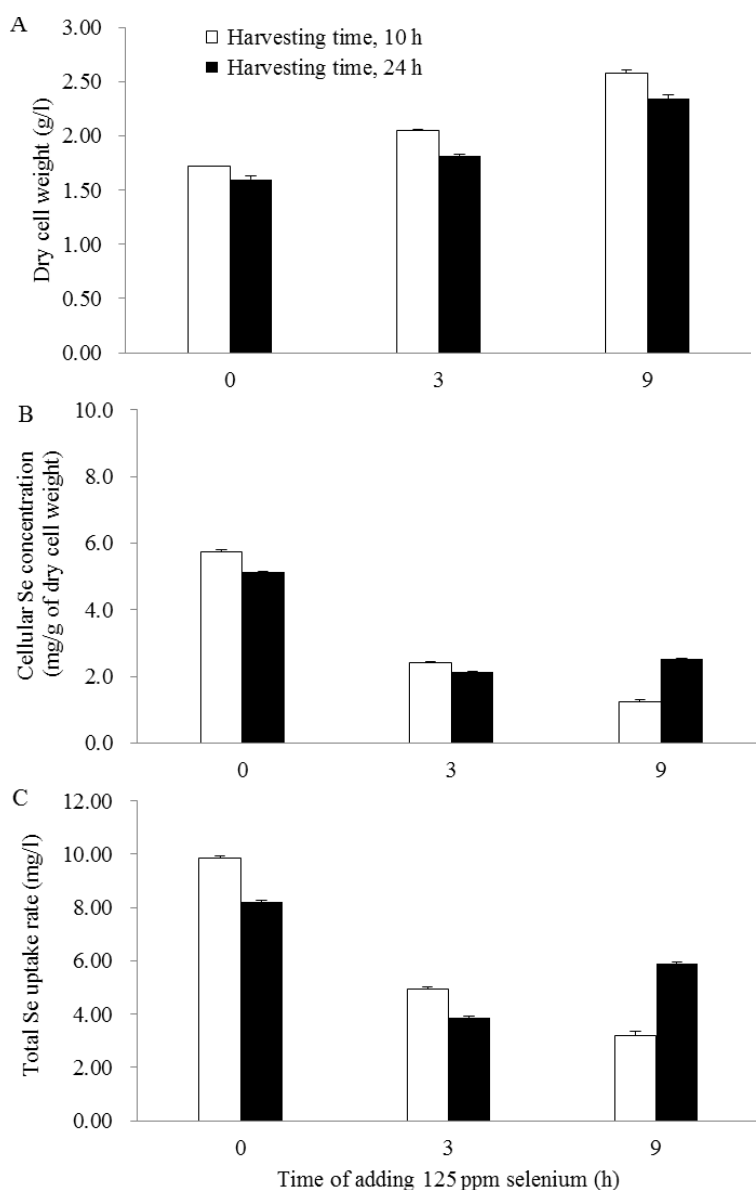 A
Dry cell weight (g/l)
3.00
2.50
2.00
1.50
1.00
0.50
0.00
Harvesting time, 10 h
Harvesting time, 24 h
0 3 9
B
Cellular Se concentration
(mg/g of dry cell weight)
10.0
8.0
6.0
4.0
2.0
0.0
0 3 9
C
Total Se uptake rate (mg/l)
12.00
10.00
8.00
6.00
4.00
2.00
0.00
0 3 9
Time of adding 125 ppm selenium (h)